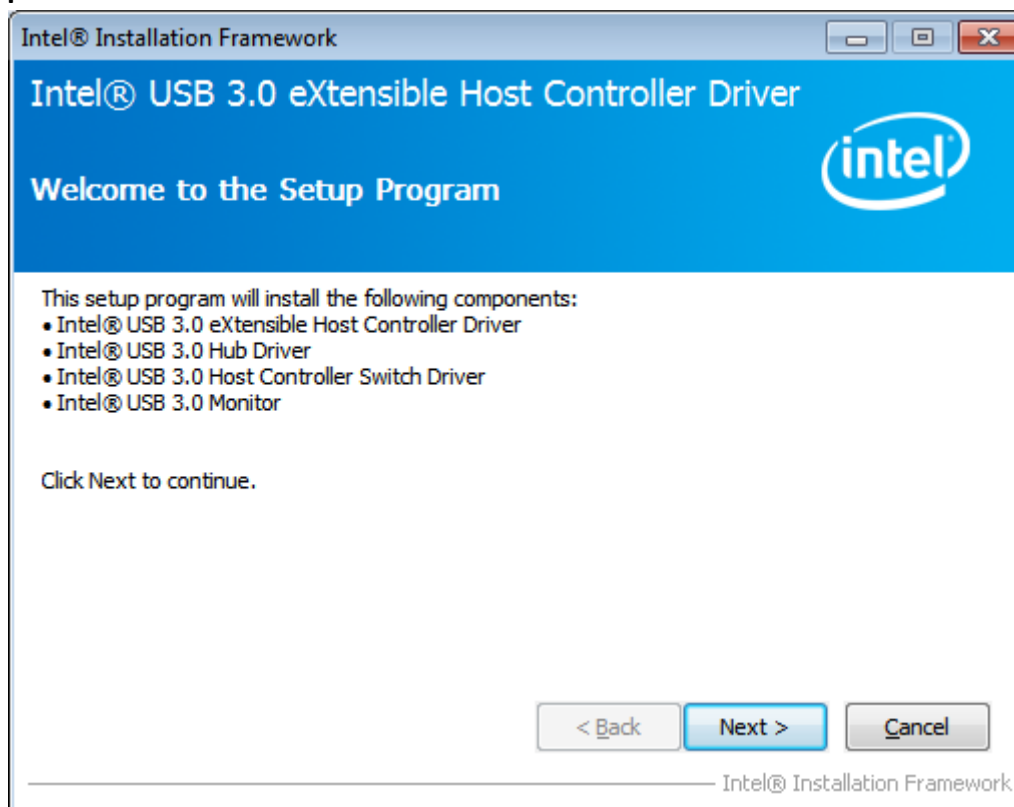 Intel® Installation Framework
Intel® USB 3.0 eXtensible Host Controller Driver
intel
Welcome to the Setup Program
This setup program will install the following components:
• Intel® USB 3.0 eXtensible Host Controller Driver
• Intel® USB 3.0 Hub Driver
• Intel® USB 3.0 Host Controller Switch Driver
• Intel® USB 3.0 Monitor
Click Next to continue.
< Back Next > Cancel
Intel® Installation Framework